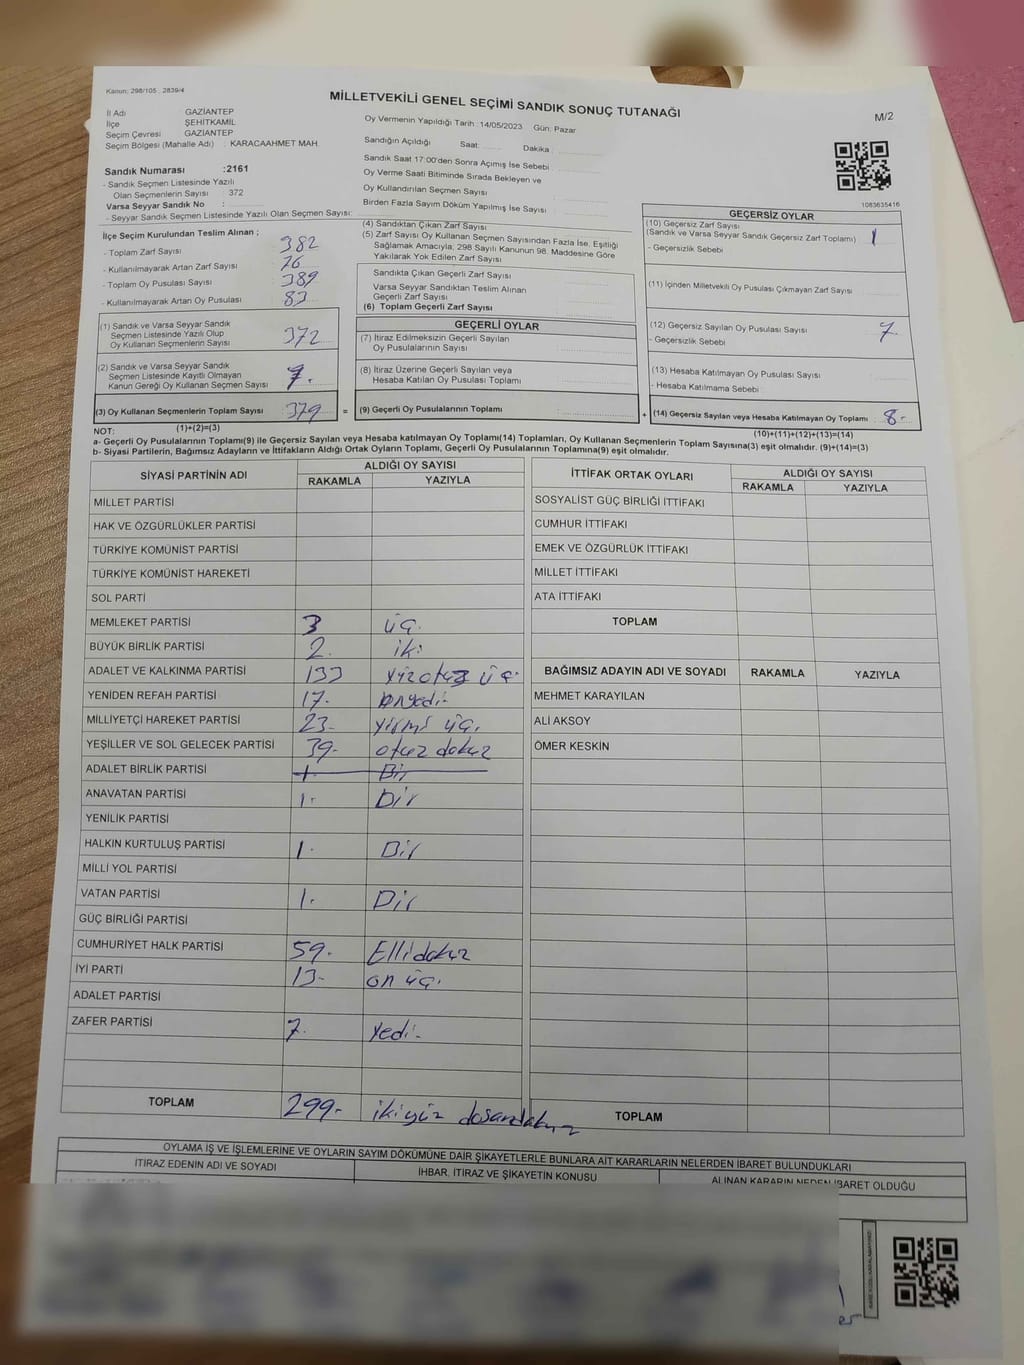 Kanun: 298/105 . 2839/4
MİLLETVEKİLİ GENEL SEÇİMİ SANDIK SONUÇ TUTANAĞI
M/2
İl Adı GAZİANTEP
İlçe ŞEHİTKAMİL
Seçim Çevresi GAZİANTEP
Seçim Bölgesi (Mahalle Adı) : KARACAAHMET MAH.
Oy Vermenin Yapıldığı Tarih : 14/05/2023 Gün: Pazar
Sandığın Açıldığı Saat: Dakika :
Sandık Saat 17:00'den Sonra Açımış İse Sebebi :
Oy Verme Saati Bitiminde Sırada Bekleyen ve
Oy Kullandırılan Seçmen Sayısı :
Birden Fazla Sayım Döküm Yapılmış İse Sayısı :
Sandık Numarası :2161
- Sandık Seçmen Listesinde Yazılı
Olan Seçmenlerin Sayısı : 372
Varsa Seyyar Sandık No :
- Seyyar Sandık Seçmen Listesinde Yazılı Olan Seçmen Sayısı:
1083635416
İlçe Seçim Kurulundan Teslim Alınan ;
- Toplam Zarf Sayısı : 382
- Kullanılmayarak Artan Zarf Sayısı : 76
- Toplam Oy Pusulası Sayısı : 389
- Kullanılmayarak Artan Oy Pusulası : 83
(1) Sandık ve Varsa Seyyar Sandık
Seçmen Listesinde Yazılı Olup
Oy Kullanan Seçmenlerin Sayısı : 372
(2) Sandık ve Varsa Seyyar Sandık
Seçmen Listesinde Kayıtlı Olmayan
Kanun Gereği Oy Kullanan Seçmen Sayısı : 7.
(3) Oy Kullanan Seçmenlerin Toplam Sayısı : 379 =
(1)+(2)=(3)
(4) Sandıktan Çıkan Zarf Sayısı
(5) Zarf Sayısı Oy Kullanan Seçmen Sayısından Fazla İse, Eşitliği
Sağlamak Amacıyla, 298 Sayılı Kanunun 98. Maddesine Göre
Yakılarak Yok Edilen Zarf Sayısı
Sandıkta Çıkan Geçerli Zarf Sayısı :
Varsa Seyyar Sandıktan Teslim Alınan
Geçerli Zarf Sayısı :
(6) Toplam Geçerli Zarf Sayısı :
GEÇERLİ OYLAR
(7) İtiraz Edilmeksizin Geçerli Sayılan
Oy Pusulalarının Sayısı :
(8) İtiraz Üzerine Geçerli Sayılan veya
Hesaba Katılan Oy Pusulası Toplamı :
(9) Geçerli Oy Pusulalarının Toplamı : +
GEÇERSİZ OYLAR
(10) Geçersiz Zarf Sayısı
(Sandık ve Varsa Seyyar Sandık Geçersiz Zarf Toplamı) : 1
- Geçersizlik Sebebi :
(11) İçinden Milletvekili Oy Pusulası Çıkmayan Zarf Sayısı :
(12) Geçersiz Sayılan Oy Pusulası Sayısı : 7.
- Geçersizlik Sebebi :
(13) Hesaba Katılmayan Oy Pusulası Sayısı :
- Hesaba Katılmama Sebebi :
(14) Geçersiz Sayılan veya Hesaba Katılmayan Oy Toplamı : 8-
(10)+(11)+(12)+(13)=(14)
NOT:
a- Geçerli Oy Pusulalarının Toplamı(9) ile Geçersiz Sayılan veya Hesaba katılmayan Oy Toplamı(14) Toplamları, Oy Kullanan Seçmenlerin Toplam Sayısına(3) eşit olmalıdır. (9)+(14)=(3)
b- Siyasi Partilerin, Bağımsız Adayların ve İttifakların Aldığı Ortak Oyların Toplamı, Geçerli Oy Pusulalarının Toplamına(9) eşit olmalıdır.
SİYASİ PARTİNİN ADI ALDIĞI OY SAYISI
RAKAMLA YAZIYLA
MİLLET PARTİSİ
HAK VE ÖZGÜRLÜKLER PARTİSİ
TÜRKİYE KOMÜNİST PARTİSİ
TÜRKİYE KOMÜNİST HAREKETİ
SOL PARTİ
MEMLEKET PARTİSİ 3 üç.
BÜYÜK BİRLİK PARTİSİ 2. iki
ADALET VE KALKINMA PARTİSİ 133 yüzotuz üç.
YENİDEN REFAH PARTİSİ 17. onyedi-
MİLLİYETÇİ HAREKET PARTİSİ 23- yirmi üç.
YEŞİLLER VE SOL GELECEK PARTİSİ 39- otuz dokuz
ADALET BİRLİK PARTİSİ 1. Bir
ANAVATAN PARTİSİ 1. Bir
YENİLİK PARTİSİ
HALKIN KURTULUŞ PARTİSİ 1. Bir
MİLLİ YOL PARTİSİ
VATAN PARTİSİ 1. Bir
GÜÇ BİRLİĞİ PARTİSİ
CUMHURİYET HALK PARTİSİ 59. Elli dokuz
İYİ PARTİ 13- on üç.
ADALET PARTİSİ
ZAFER PARTİSİ 7. yedi-
TOPLAM 299- ikiyüz dosandokuz
İTTİFAK ORTAK OYLARI ALDIĞI OY SAYISI
RAKAMLA YAZIYLA
SOSYALİST GÜÇ BİRLİĞİ İTTİFAKI
CUMHUR İTTİFAKI
EMEK VE ÖZGÜRLÜK İTTİFAKI
MİLLET İTTİFAKI
ATA İTTİFAKI
TOPLAM
BAĞIMSIZ ADAYIN ADI VE SOYADI RAKAMLA YAZIYLA
MEHMET KARAYILAN
ALİ AKSOY
ÖMER KESKİN
TOPLAM
OYLAMA İŞ VE İŞLEMLERİNE VE OYLARIN SAYIM DÖKÜMÜNE DAİR ŞİKAYETLERLE BUNLARA AİT KARARLARIN NELERDEN İBARET BULUNDUKLARI
İTİRAZ EDENİN ADI VE SOYADI İHBAR, İTİRAZ VE ŞİKAYETİN KONUSU ALINAN KARARIN NEDEN İBARET OLDUĞU